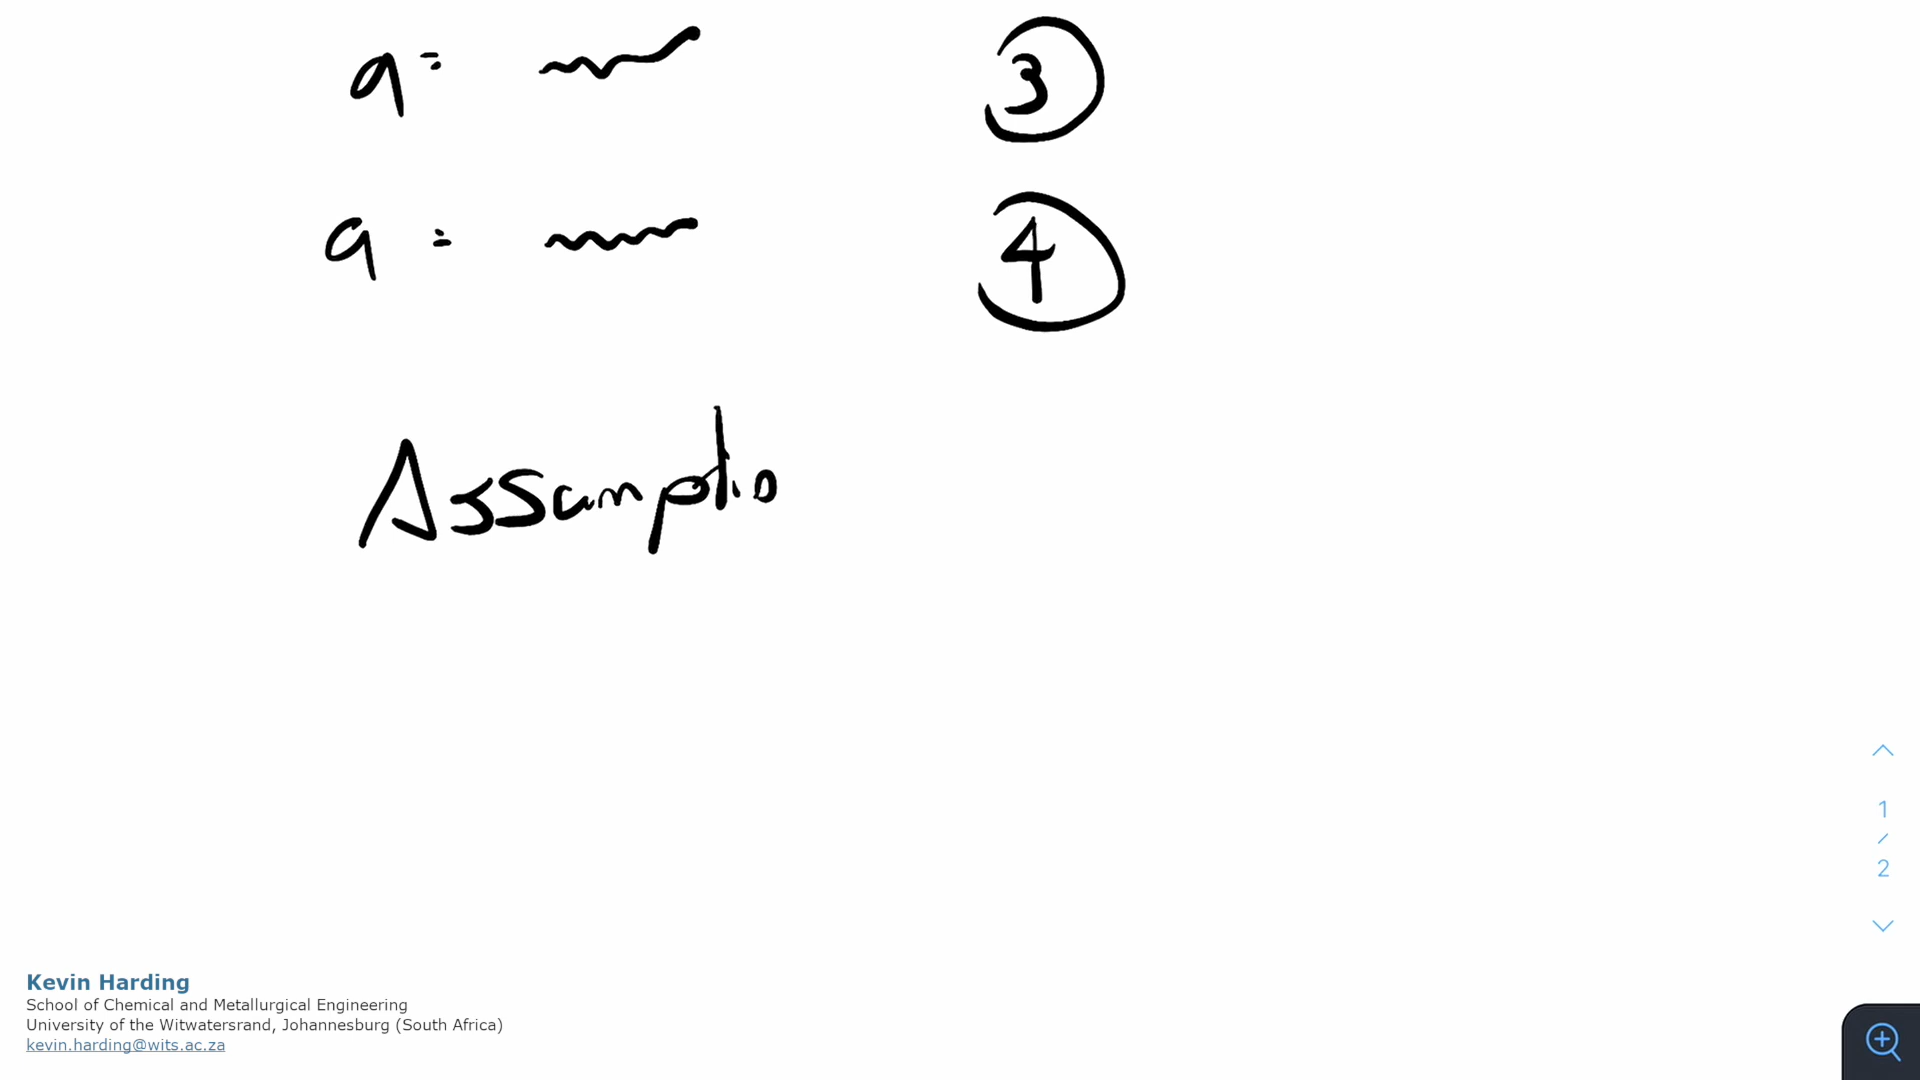 a = 3
a = 4
Assumptio
1
/
2
Kevin Harding
School of Chemical and Metallurgical Engineering
University of the Witwatersrand, Johannesburg (South Africa)
kevin.harding@wits.ac.za